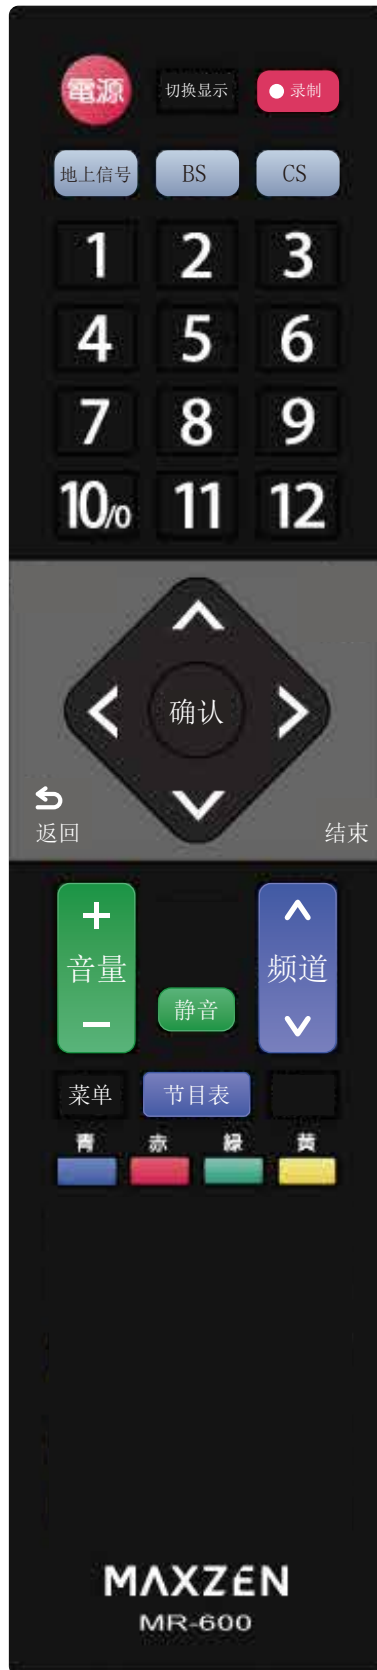 電源 切换显示 录制
地上信号 BS CS
1 2 3
4 5 6
7 8 9
10/0 11 12
确认
返回 结束
音量 频道
静音
菜单 节目表
青 赤 緑 黄
MAXZEN
MR-600